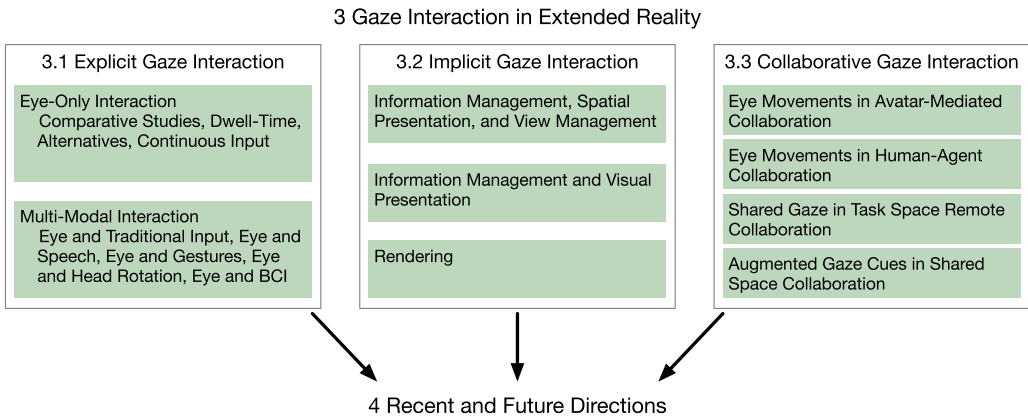 3 Gaze Interaction in Extended Reality
3.1 Explicit Gaze Interaction
Eye-Only Interaction
Comparative Studies, Dwell-Time,
Alternatives, Continuous Input
Multi-Modal Interaction
Eye and Traditional Input, Eye and
Speech, Eye and Gestures, Eye
and Head Rotation, Eye and BCI
3.2 Implicit Gaze Interaction
Information Management, Spatial
Presentation, and View Management
Information Management and Visual
Presentation
Rendering
3.3 Collaborative Gaze Interaction
Eye Movements in Avatar-Mediated
Collaboration
Eye Movements in Human-Agent
Collaboration
Shared Gaze in Task Space Remote
Collaboration
Augmented Gaze Cues in Shared
Space Collaboration
4 Recent and Future Directions